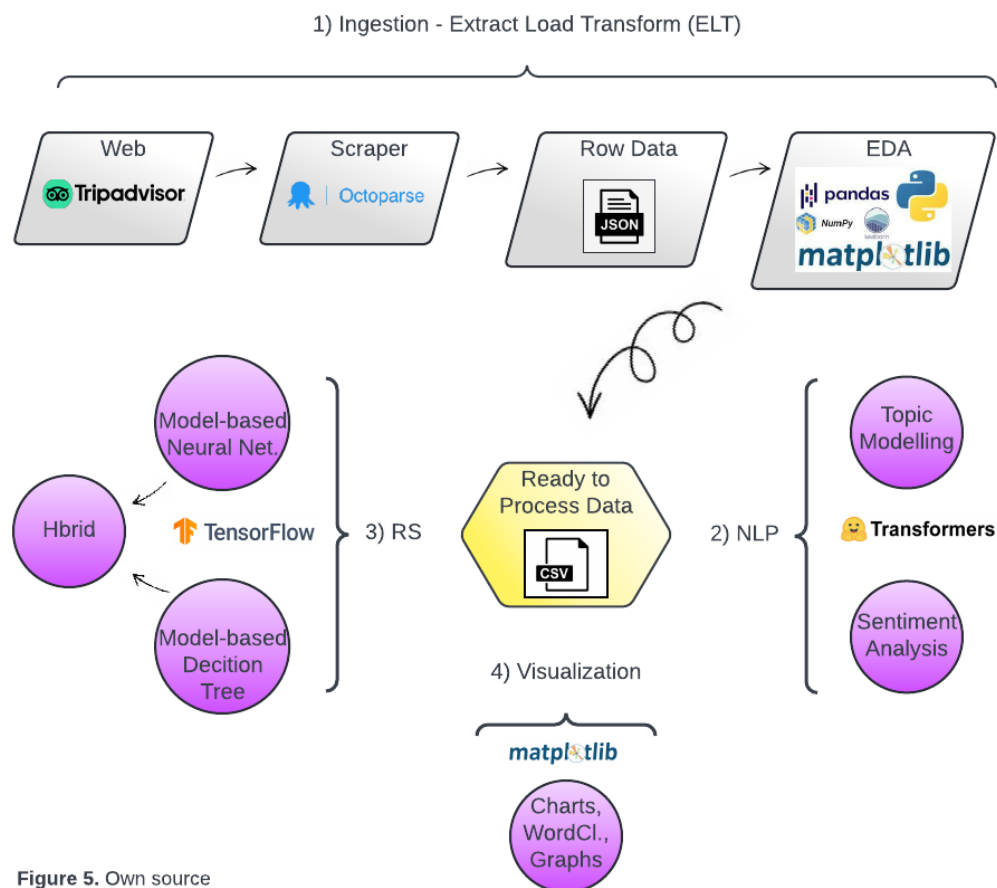 1) Ingestion - Extract Load Transform (ELT)
Web
Tripadvisor
Scraper
Octoparse
Row Data
JSON
EDA
pandas
NumPy
seaborn
matplotlib
Model-based
Neural Net.
Hbrid
TensorFlow
Model-based
Decition
Tree
3) RS
Ready to
Process Data
CSV
2) NLP
Topic
Modelling
Transformers
Sentiment
Analysis
4) Visualization
matplotlib
Charts,
WordCl.,
Graphs
Figure 5. Own source